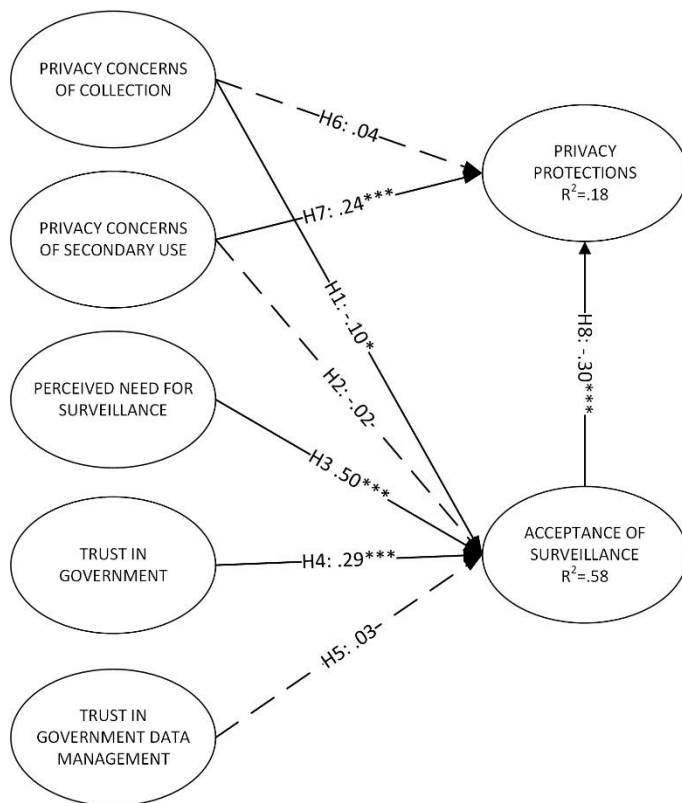 PRIVACY CONCERNS
OF COLLECTION
H6: .04
PRIVACY
PROTECTIONS
R²=.18
PRIVACY CONCERNS
OF SECONDARY USE
H7: .24***
H1: -.10*
H2: -.02
H8: -.30***
PERCEIVED NEED FOR
SURVEILLANCE
H3 .50***
TRUST IN
GOVERNMENT
H4: .29***
ACCEPTANCE OF
SURVEILLANCE
R²=.58
H5: .03
TRUST IN
GOVERNMENT DATA
MANAGEMENT